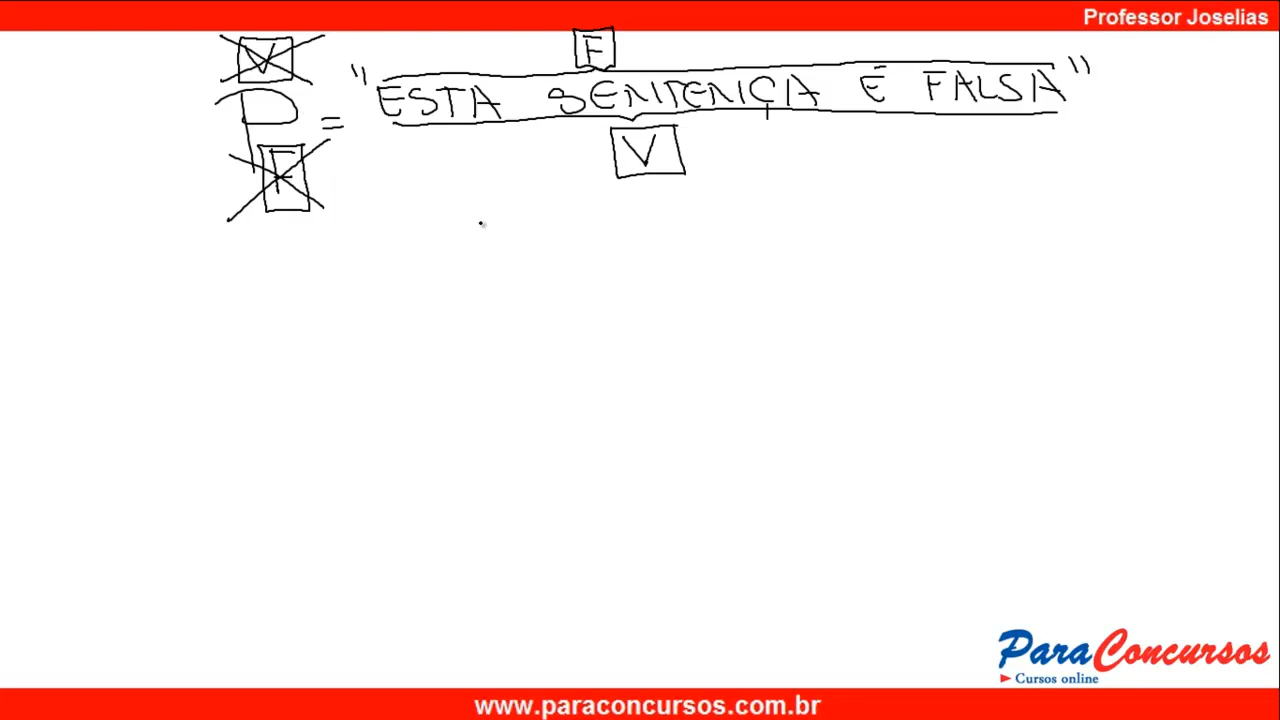 Professor Joselias
V
F
P = "ESTA SENTENÇA É FALSA"
V
F
ParaConcursos
Cursos online
www.paraconcursos.com.br